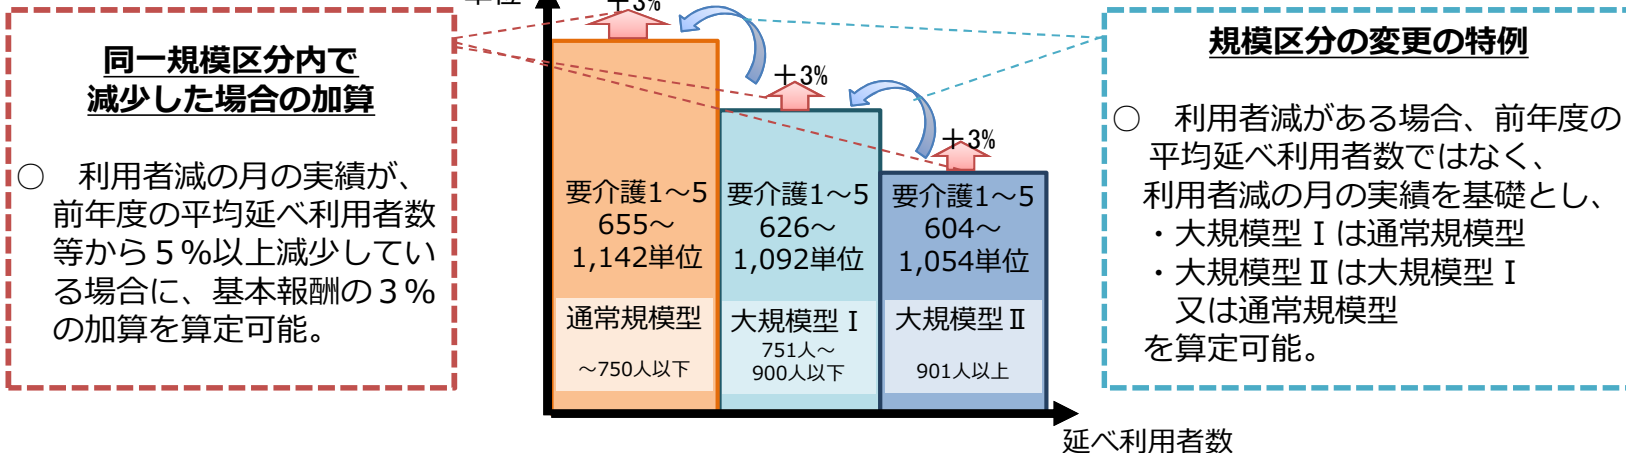 同一規模区分内で
減少した場合の加算
○　利用者減の月の実績が、
前年度の平均延べ利用者数
等から５%以上減少してい
る場合に、基本報酬の３%
の加算を算定可能。
単位
＋3%
＋3%
＋3%
要介護1～5
655～
1,142単位
通常規模型
～750人以下
要介護1～5
626～
1,092単位
大規模型Ⅰ
751人～
900人以下
要介護1～5
604～
1,054単位
大規模型Ⅱ
901人以上
延べ利用者数
規模区分の変更の特例
○　利用者減がある場合、前年度の
平均延べ利用者数ではなく、
利用者減の月の実績を基礎とし、
・大規模型Ⅰは通常規模型
・大規模型Ⅱは大規模型Ⅰ
又は通常規模型
を算定可能。